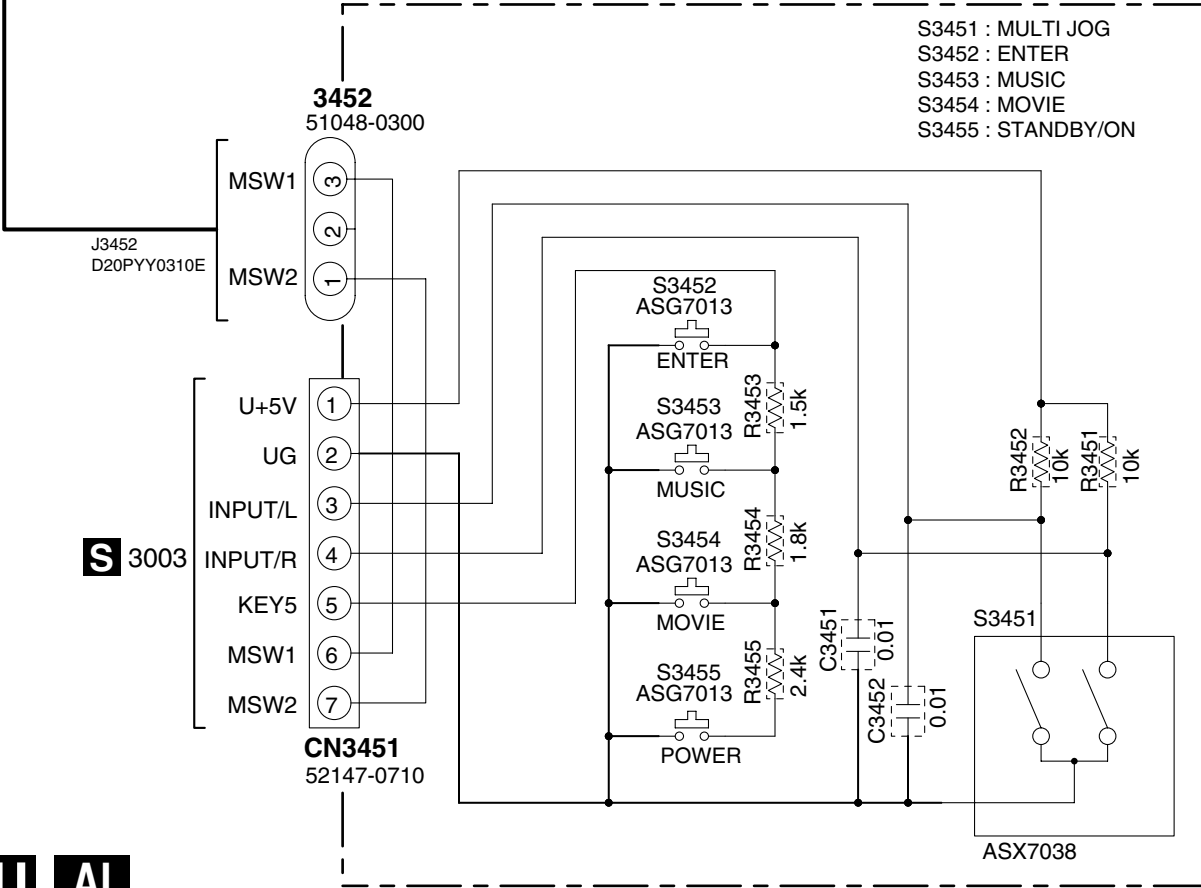 S3451 : MULTI JOG
S3452 : ENTER
S3453 : MUSIC
S3454 : MOVIE
S3455 : STANDBY/ON
3452
51048-0300
MSW1
3
2
MSW2
1
J3452
D20PYY0310E
S 3003
U+5V
1
UG
2
INPUT/L
3
INPUT/R
4
KEY5
5
MSW1
6
MSW2
7
CN3451
52147-0710
S3452
ASG7013
ENTER
R3453
1.5k
S3453
ASG7013
MUSIC
R3454
1.8k
S3454
ASG7013
MOVIE
R3455
2.4k
S3455
ASG7013
POWER
C3451
0.01
C3452
0.01
R3452
10k
R3451
10k
S3451
ASX7038